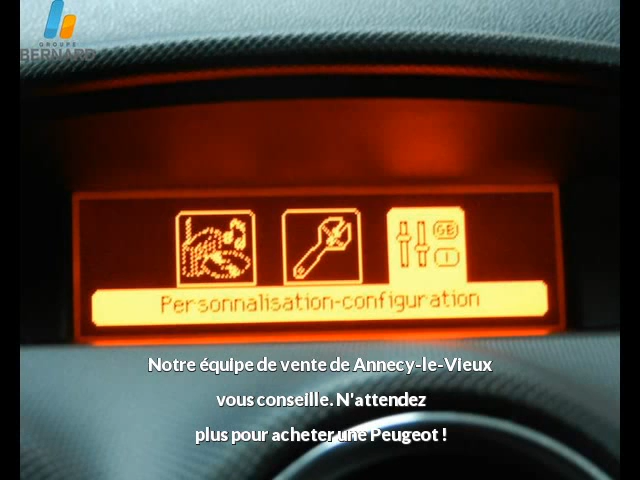 GROUPE
BERNARD
GB
I
Personnalisation-configuration
Notre équipe de vente de Annecy-le-Vieux
vous conseille. N'attendez
plus pour acheter une Peugeot !